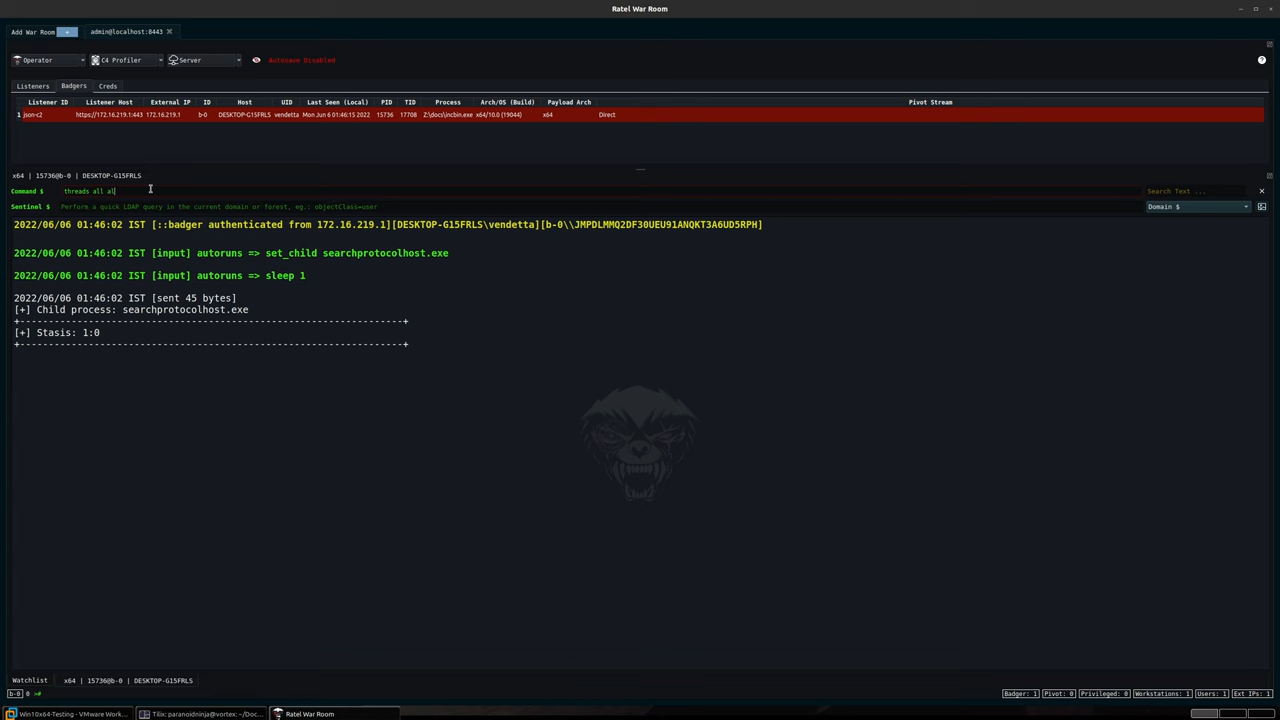 Ratel War Room
Add War Room + admin@localhost:8443
Operator C4 Profiler Server Autosave Disabled
Listeners Badgers Creds
Listener ID Listener Host External IP ID Host UID Last Seen (Local) PID TID Process Arch/OS (Build) Payload Arch Pivot Stream
1 json-c2 https://172.16.219.1:443 172.16.219.1 b-0 DESKTOP-G15FRLS vendetta Mon Jun 6 01:46:15 2022 15736 17708 Z:\docs\incbin.exe x64/10.0 (19044) x64 Direct
x64 | 15736@b-0 | DESKTOP-G15FRLS
Command $ threads all al Search Text ...
Sentinel $ Perform a quick LDAP query in the current domain or forest, eg.: objectClass=user Domain $
2022/06/06 01:46:02 IST [::badger authenticated from 172.16.219.1][DESKTOP-G15FRLS\vendetta][b-0\\JMPDLMMQ2DF30UEU91ANQKT3A6UD5RPH]
2022/06/06 01:46:02 IST [input] autoruns => set_child searchprotocolhost.exe
2022/06/06 01:46:02 IST [input] autoruns => sleep 1
2022/06/06 01:46:02 IST [sent 45 bytes]
[+] Child process: searchprotocolhost.exe
+-------------------------------------------------------------------+
[+] Stasis: 1:0
+-------------------------------------------------------------------+
Watchlist x64 | 15736@b-0 | DESKTOP-G15FRLS
b-0 0 ># Badger: 1 Pivot: 0 Privileged: 0 Workstations: 1 Users: 1 Ext IPs: 1
Win10x64-Testing - VMware Work... Tilix: paranoidninja@vortex: ~/Doc... Ratel War Room